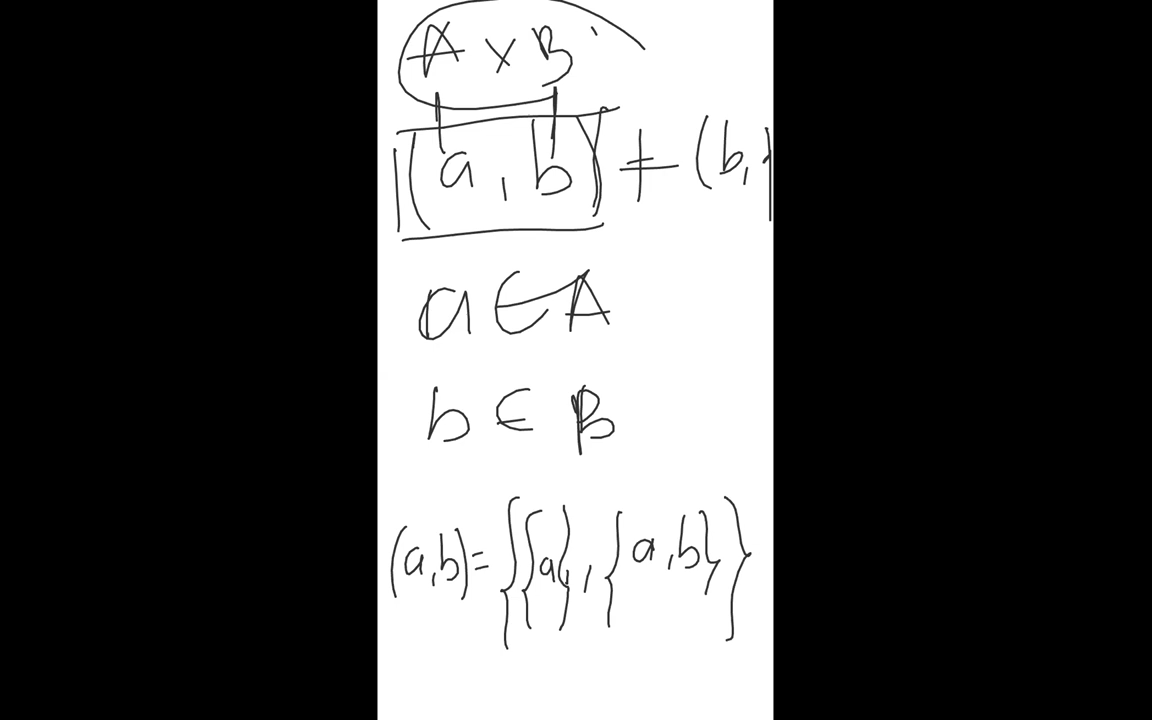 A × B
(a, b) ≠ (b,
a ∈ A
b ∈ B
(a,b) = {{a}, {a,b}}